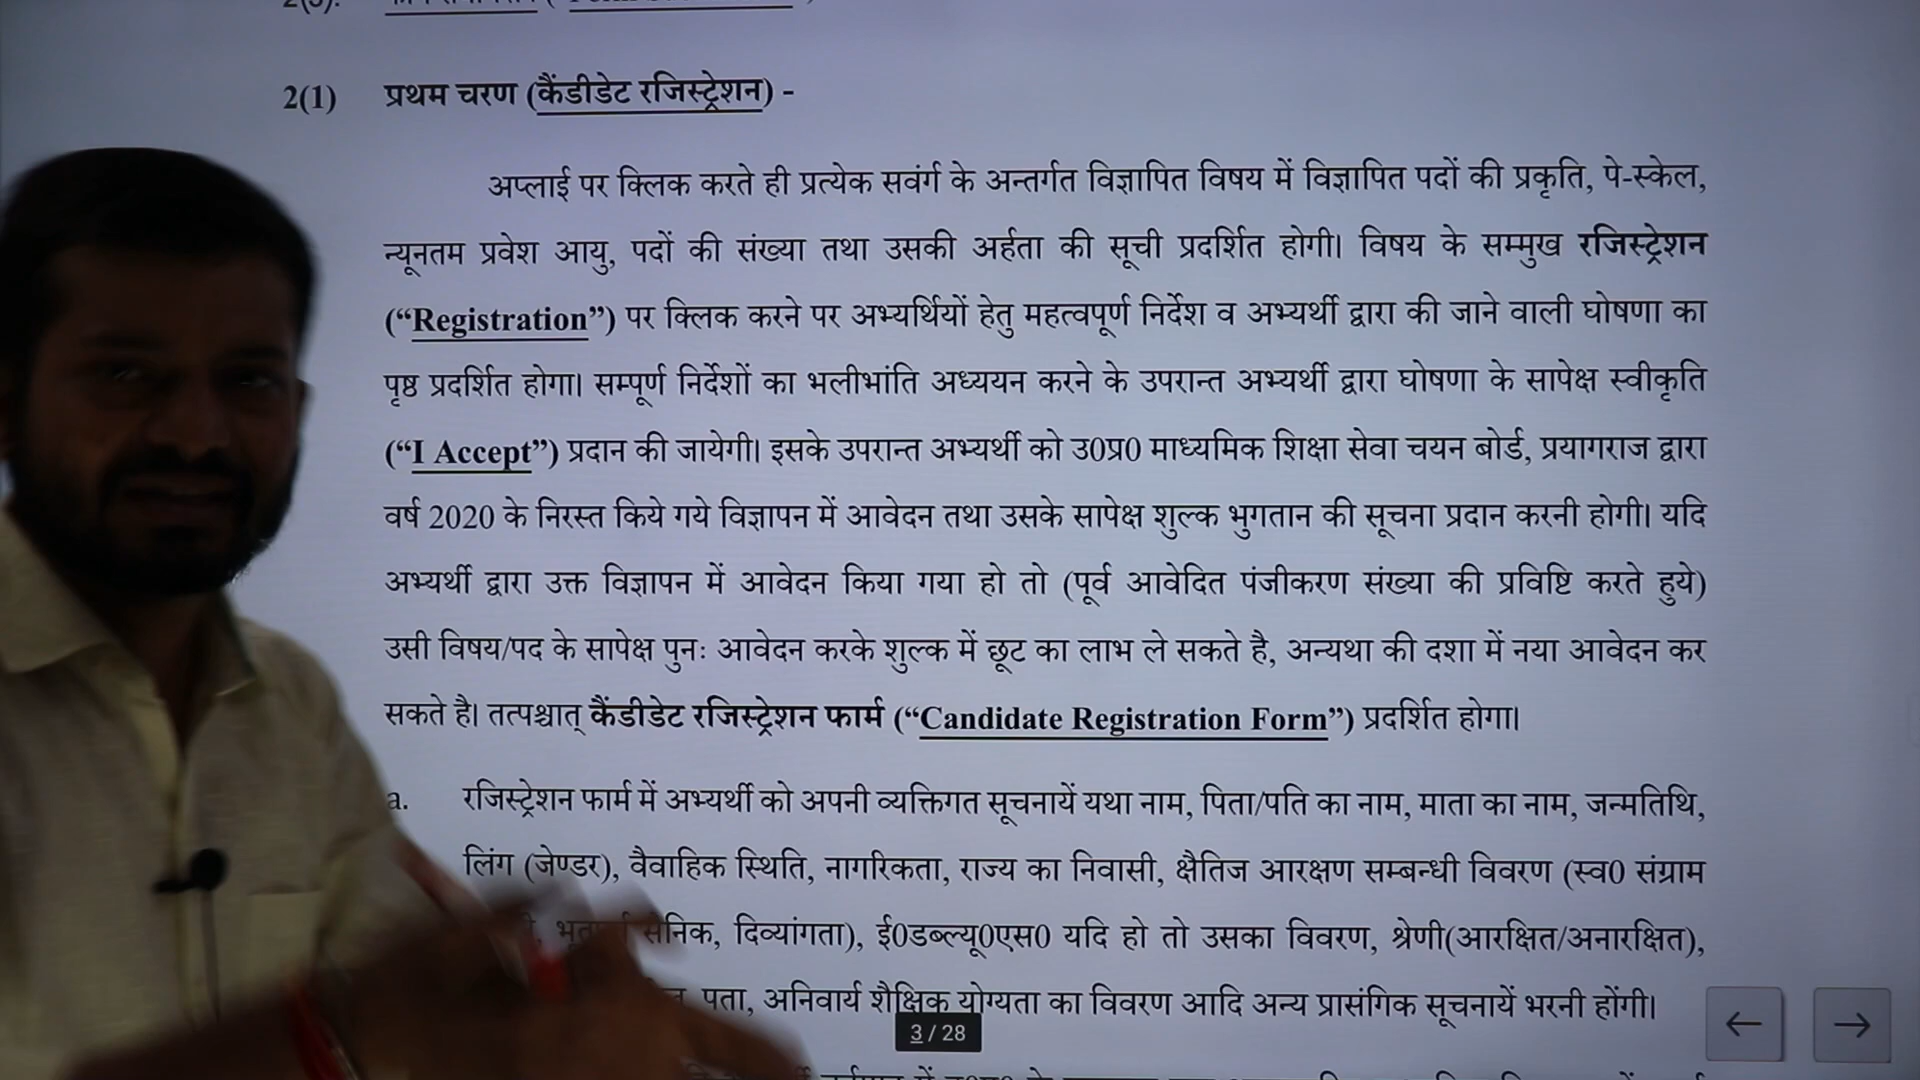 2(1) प्रथम चरण (कैंडीडेट रजिस्ट्रेशन) -
अप्लाई पर क्लिक करते ही प्रत्येक सवंर्ग के अन्तर्गत विज्ञापित विषय में विज्ञापित पदों की प्रकृति, पे-स्केल,
न्यूनतम प्रवेश आयु, पदों की संख्या तथा उसकी अर्हता की सूची प्रदर्शित होगी। विषय के सम्मुख रजिस्ट्रेशन
(“Registration”) पर क्लिक करने पर अभ्यर्थियों हेतु महत्वपूर्ण निर्देश व अभ्यर्थी द्वारा की जाने वाली घोषणा का
पृष्ठ प्रदर्शित होगा। सम्पूर्ण निर्देशों का भलीभांति अध्ययन करने के उपरान्त अभ्यर्थी द्वारा घोषणा के सापेक्ष स्वीकृति
(“I Accept”) प्रदान की जायेगी। इसके उपरान्त अभ्यर्थी को उ0प्र0 माध्यमिक शिक्षा सेवा चयन बोर्ड, प्रयागराज द्वारा
वर्ष 2020 के निरस्त किये गये विज्ञापन में आवेदन तथा उसके सापेक्ष शुल्क भुगतान की सूचना प्रदान करनी होगी। यदि
अभ्यर्थी द्वारा उक्त विज्ञापन में आवेदन किया गया हो तो (पूर्व आवेदित पंजीकरण संख्या की प्रविष्टि करते हुये)
उसी विषय/पद के सापेक्ष पुनः आवेदन करके शुल्क में छूट का लाभ ले सकते है, अन्यथा की दशा में नया आवेदन कर
सकते है। तत्पश्चात् कैंडीडेट रजिस्ट्रेशन फार्म (“Candidate Registration Form”) प्रदर्शित होगा।
a. रजिस्ट्रेशन फार्म में अभ्यर्थी को अपनी व्यक्तिगत सूचनायें यथा नाम, पिता/पति का नाम, माता का नाम, जन्मतिथि,
लिंग (जेण्डर), वैवाहिक स्थिति, नागरिकता, राज्य का निवासी, क्षैतिज आरक्षण सम्बन्धी विवरण (स्व0 संग्राम
सैनिक, दिव्यांगता), ई0डब्ल्यू0एस0 यदि हो तो उसका विवरण, श्रेणी(आरक्षित/अनारक्षित),
पता, अनिवार्य शैक्षिक योग्यता का विवरण आदि अन्य प्रासंगिक सूचनायें भरनी होंगी।
3 / 28